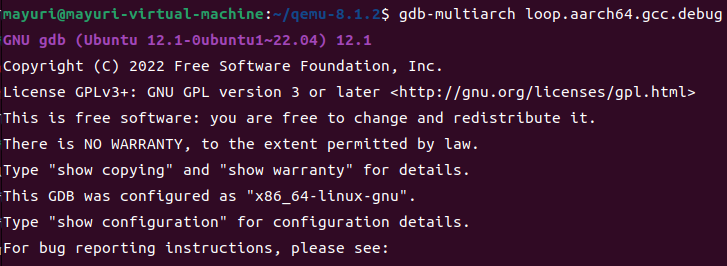 mayuri@mayuri-virtual-machine:~/qemu-8.1.2$ gdb-multiarch loop.aarch64.gcc.debug
GNU gdb (Ubuntu 12.1-0ubuntu1~22.04) 12.1
Copyright (C) 2022 Free Software Foundation, Inc.
License GPLv3+: GNU GPL version 3 or later <http://gnu.org/licenses/gpl.html>
This is free software: you are free to change and redistribute it.
There is NO WARRANTY, to the extent permitted by law.
Type "show copying" and "show warranty" for details.
This GDB was configured as "x86_64-linux-gnu".
Type "show configuration" for configuration details.
For bug reporting instructions, please see: